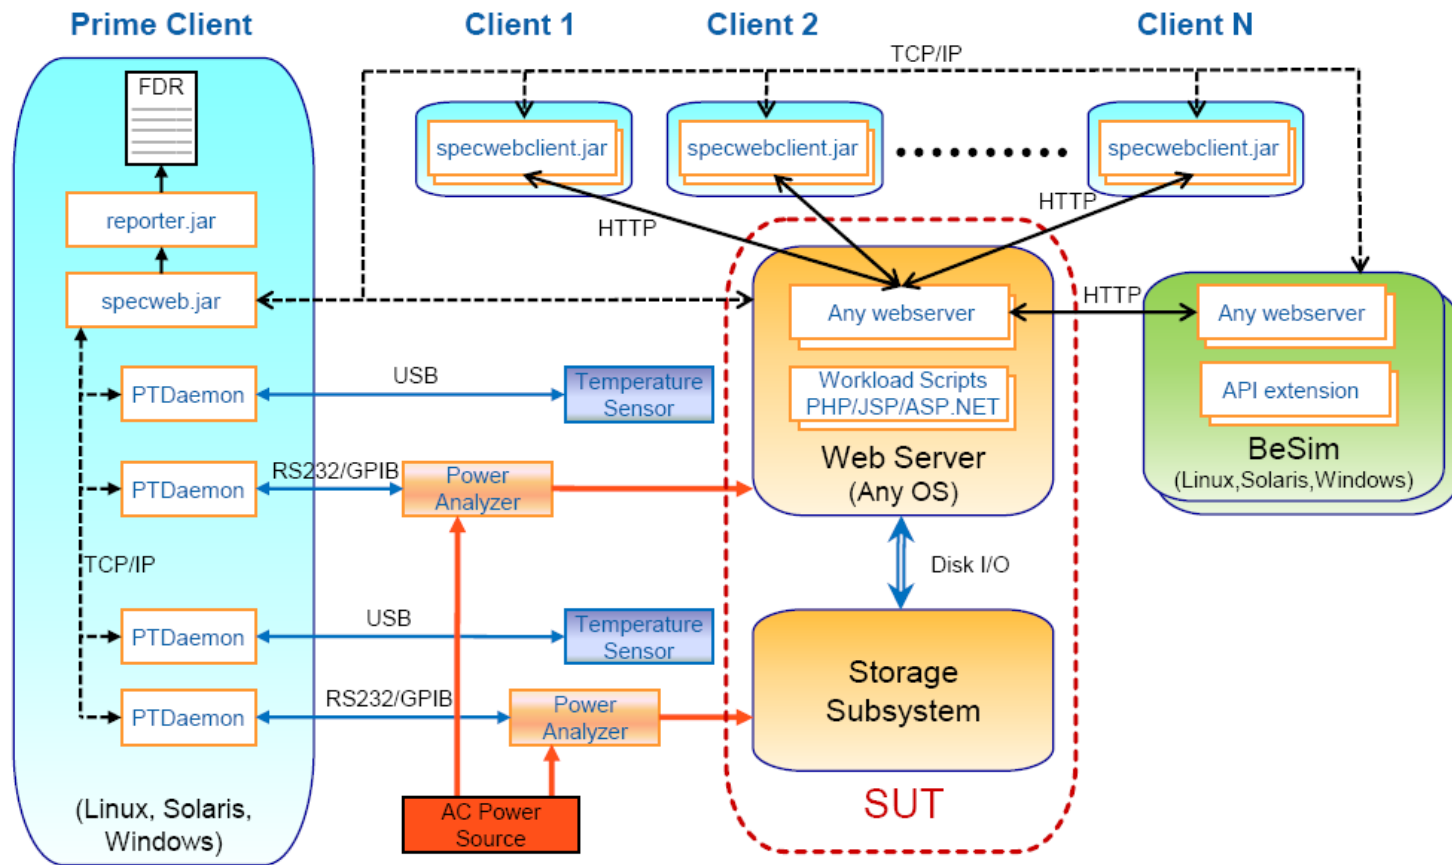 Prime Client
Client 1
Client 2
Client N
TCP/IP
FDR
specwebclient.jar
specwebclient.jar
specwebclient.jar
reporter.jar
HTTP
HTTP
specweb.jar
Any webserver
HTTP
Any webserver
PTDaemon
USB
Temperature
Sensor
Workload Scripts
PHP/JSP/ASP.NET
API extension
Web Server
(Any OS)
BeSim
(Linux,Solaris,Windows)
PTDaemon
RS232/GPIB
Power
Analyzer
TCP/IP
Disk I/O
PTDaemon
USB
Temperature
Sensor
PTDaemon
RS232/GPIB
Power
Analyzer
Storage
Subsystem
(Linux, Solaris,
Windows)
AC Power
Source
SUT